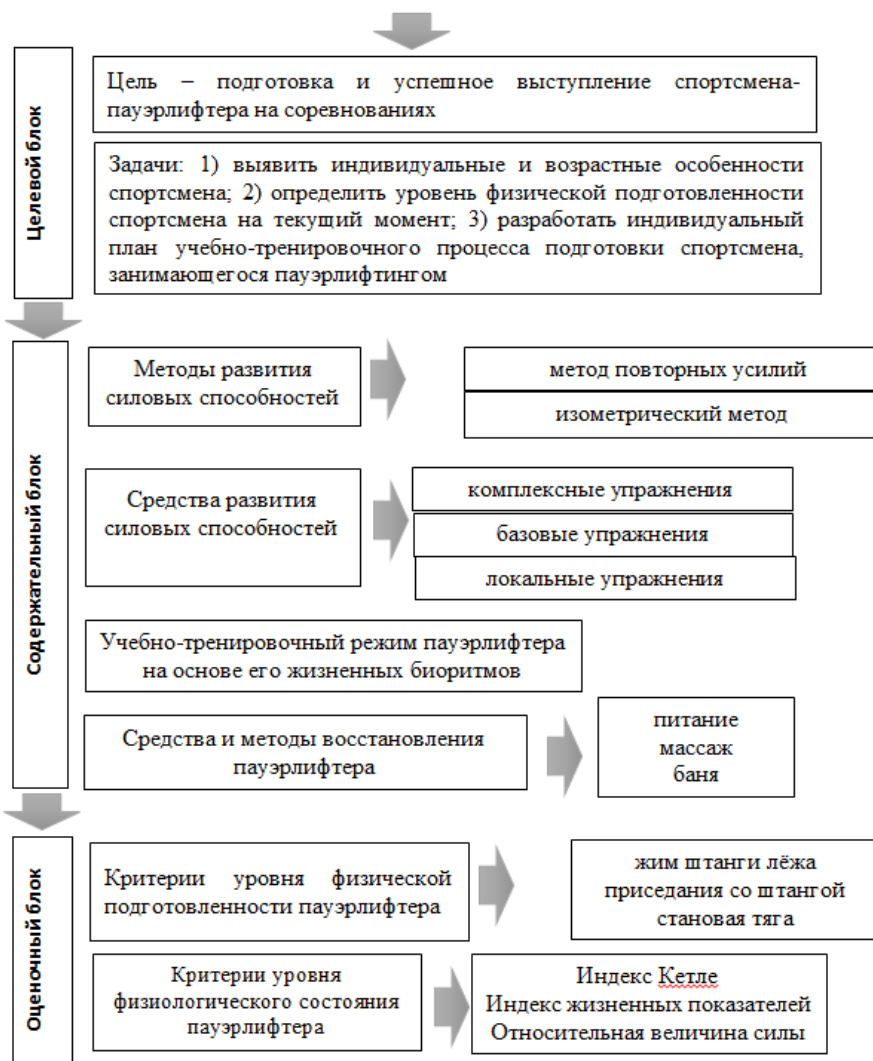 Целевой блок
Цель – подготовка и успешное выступление спортсмена-
пауэрлифтера на соревнованиях
Задачи: 1) выявить индивидуальные и возрастные особенности
спортсмена; 2) определить уровень физической подготовленности
спортсмена на текущий момент; 3) разработать индивидуальный
план учебно-тренировочного процесса подготовки спортсмена,
занимающегося пауэрлифтингом
Содержательный блок
Методы развития
силовых способностей
метод повторных усилий
изометрический метод
Средства развития
силовых способностей
комплексные упражнения
базовые упражнения
локальные упражнения
Учебно-тренировочный режим пауэрлифтера
на основе его жизненных биоритмов
Средства и методы восстановления
пауэрлифтера
питание
массаж
баня
Оценочный блок
Критерии уровня физической
подготовленности пауэрлифтера
жим штанги лёжа
приседания со штангой
становая тяга
Критерии уровня
физиологического состояния
пауэрлифтера
Индекс Кетле
Индекс жизненных показателей
Относительная величина силы